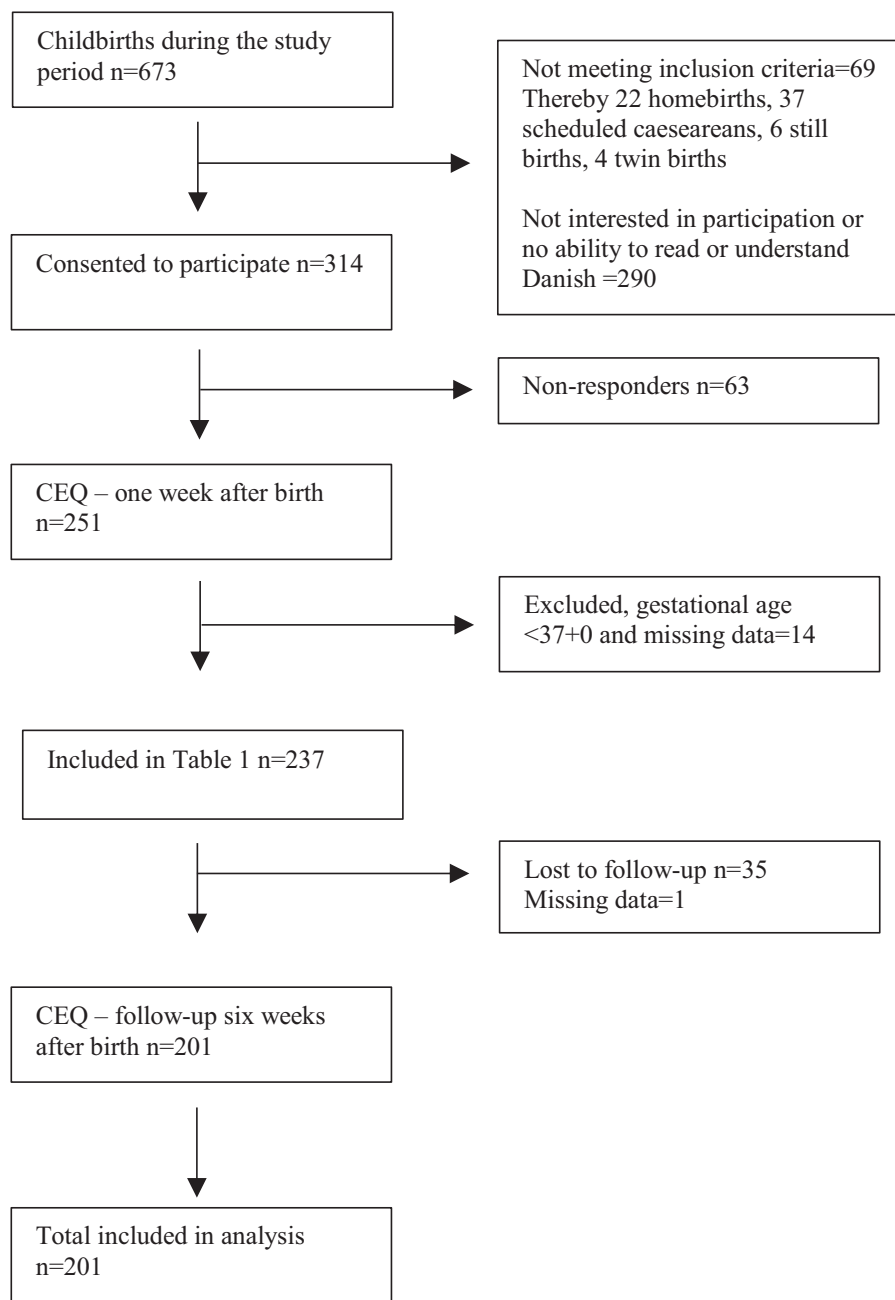 Childbirths during the study
period n=673
Not meeting inclusion criteria=69
Thereby 22 homebirths, 37
scheduled caeseareans, 6 still
births, 4 twin births
Not interested in participation or
no ability to read or understand
Danish =290
Consented to participate n=314
Non-responders n=63
CEQ – one week after birth
n=251
Excluded, gestational age
<37+0 and missing data=14
Included in Table 1 n=237
Lost to follow-up n=35
Missing data=1
CEQ – follow-up six weeks
after birth n=201
Total included in analysis
n=201